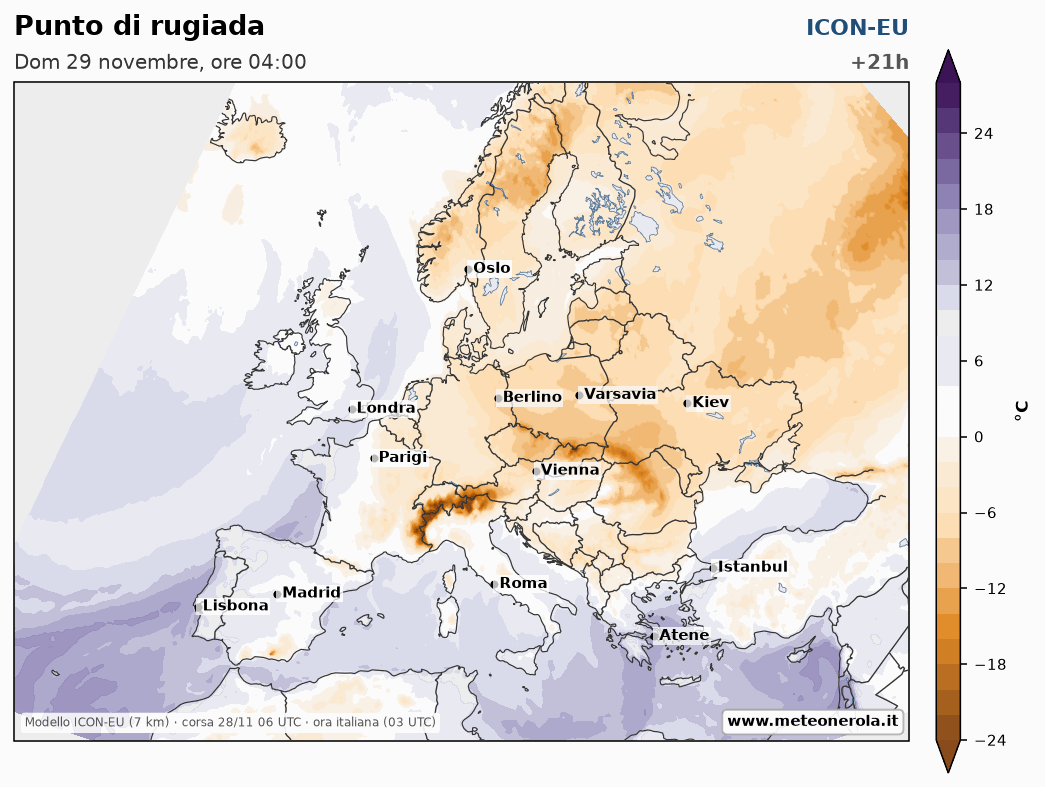 Punto di rugiada
ICON-EU
Dom 29 novembre, ore 04:00
+21h
Oslo
Berlino
Varsavia
Kiev
Londra
Parigi
Vienna
Istanbul
Roma
Madrid
Lisbona
Atene
Modello ICON-EU (7 km) · corsa 28/11 06 UTC · ora italiana (03 UTC)
www.meteonerola.it
24
18
12
6
0
−6
−12
−18
−24
°C